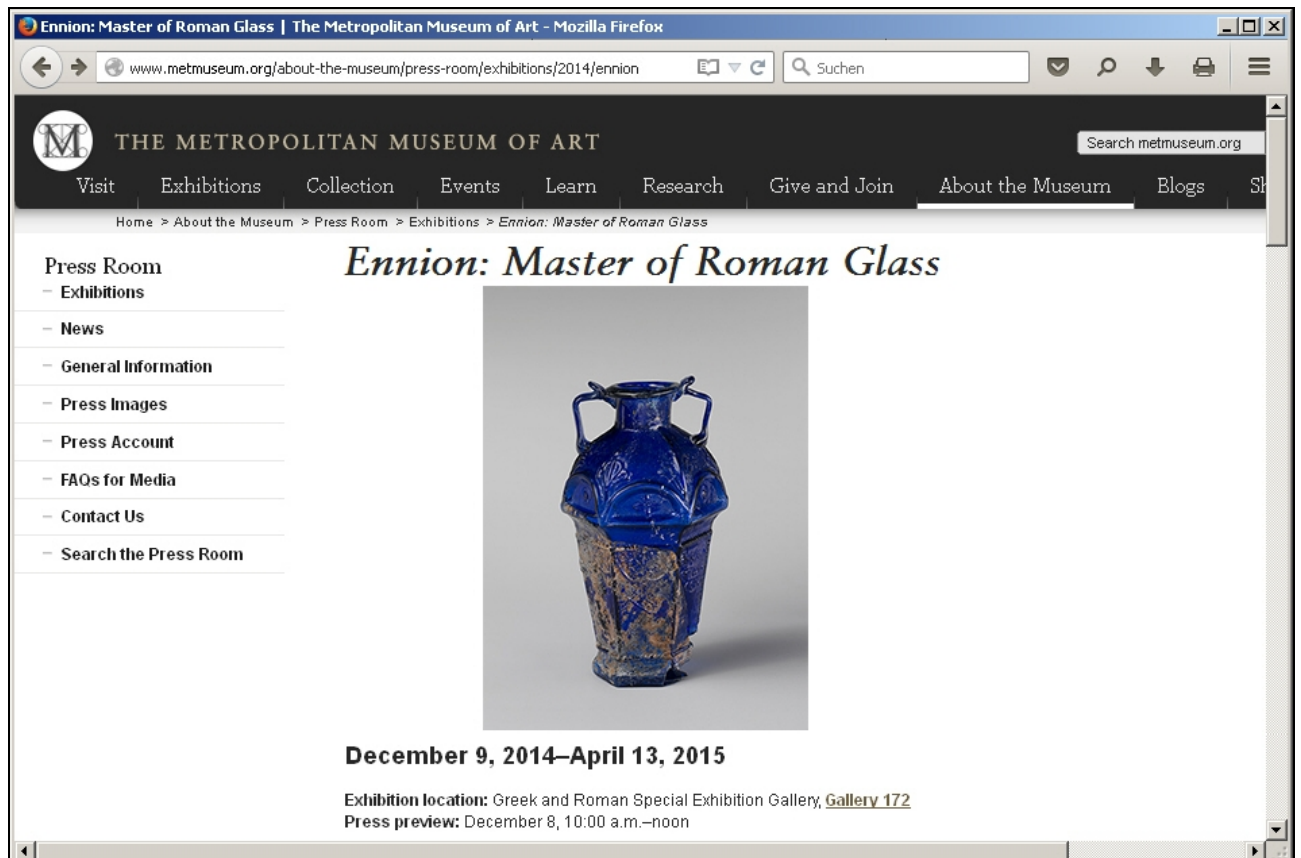 Ennion: Master of Roman Glass | The Metropolitan Museum of Art - Mozilla Firefox
www.metmuseum.org/about-the-museum/press-room/exhibitions/2014/ennion
Suchen
THE METROPOLITAN MUSEUM OF ART
Search metmuseum.org
Visit Exhibitions Collection Events Learn Research Give and Join About the Museum Blogs Sh
Home > About the Museum > Press Room > Exhibitions > Ennion: Master of Roman Glass
Press Room
– Exhibitions
– News
– General Information
– Press Images
– Press Account
– FAQs for Media
– Contact Us
– Search the Press Room
Ennion: Master of Roman Glass
December 9, 2014–April 13, 2015
Exhibition location: Greek and Roman Special Exhibition Gallery, Gallery 172
Press preview: December 8, 10:00 a.m.–noon